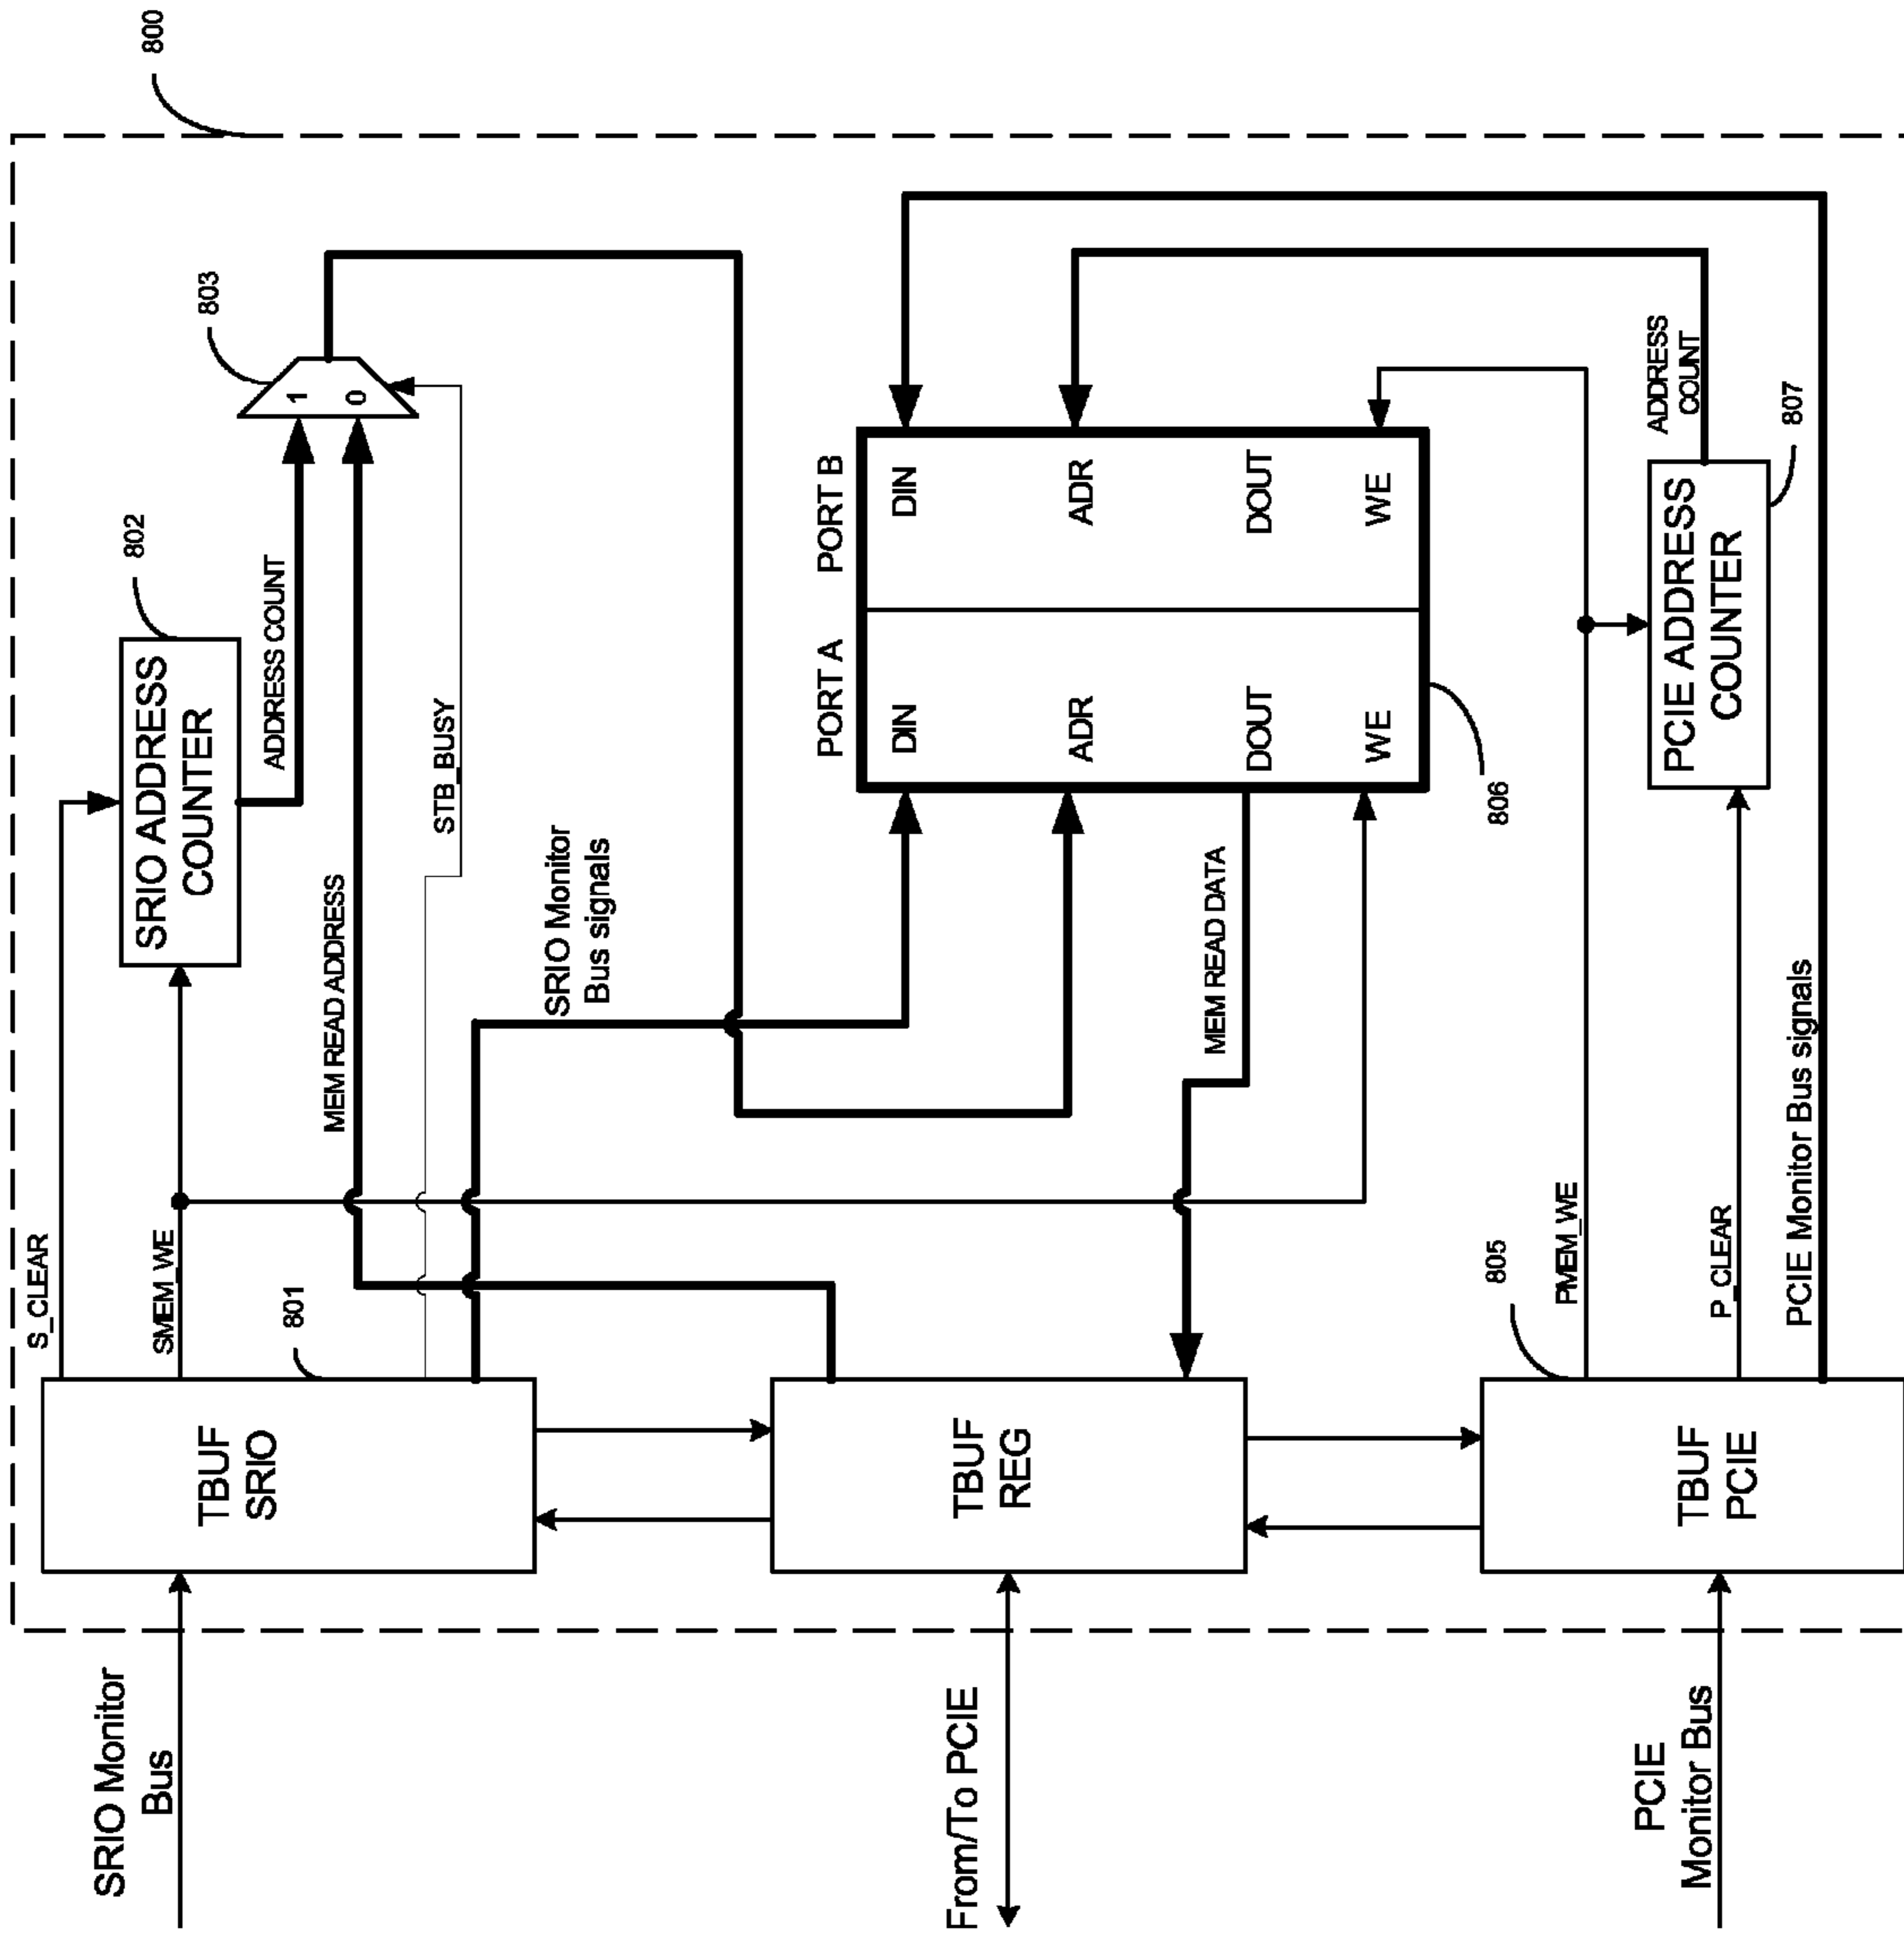 800
S_CLEAR
SMEM_WE
801
TBUF
SRIO
SRIO Monitor
Bus
SRIO ADDRESS
COUNTER
802
ADDRESS COUNT
MEM READ ADDRESS
STB_BUSY
803
1
0
SRIO Monitor
Bus signals
TBUF
REG
From/To PCIE
MEM READ DATA
PORT A
PORT B
DIN
ADR
DOUT
WE
DIN
ADR
DOUT
WE
806
TBUF
PCIE
805
PCIE
Monitor Bus
PMEM_WE
P_CLEAR
PCIE Monitor Bus signals
PCIE ADDRESS
COUNTER
807
ADDRESS
COUNT